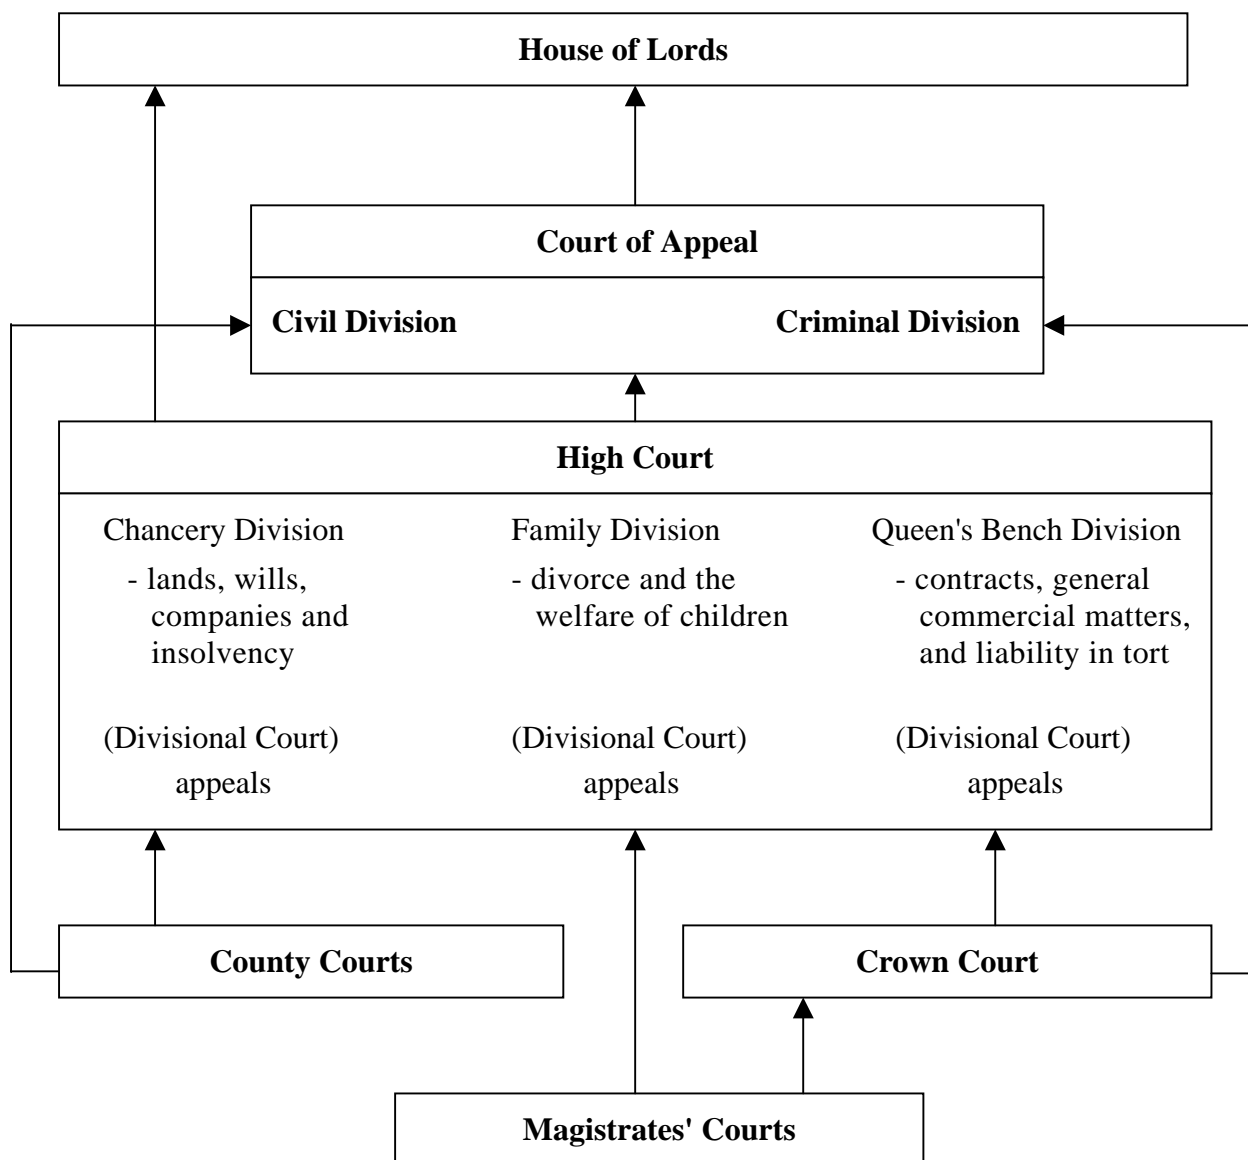 House of Lords
Court of Appeal
Civil Division
Criminal Division
High Court
Chancery Division
- lands, wills,
companies and
insolvency
(Divisional Court)
appeals
Family Division
- divorce and the
welfare of children
(Divisional Court)
appeals
Queen's Bench Division
- contracts, general
commercial matters,
and liability in tort
(Divisional Court)
appeals
County Courts
Crown Court
Magistrates' Courts